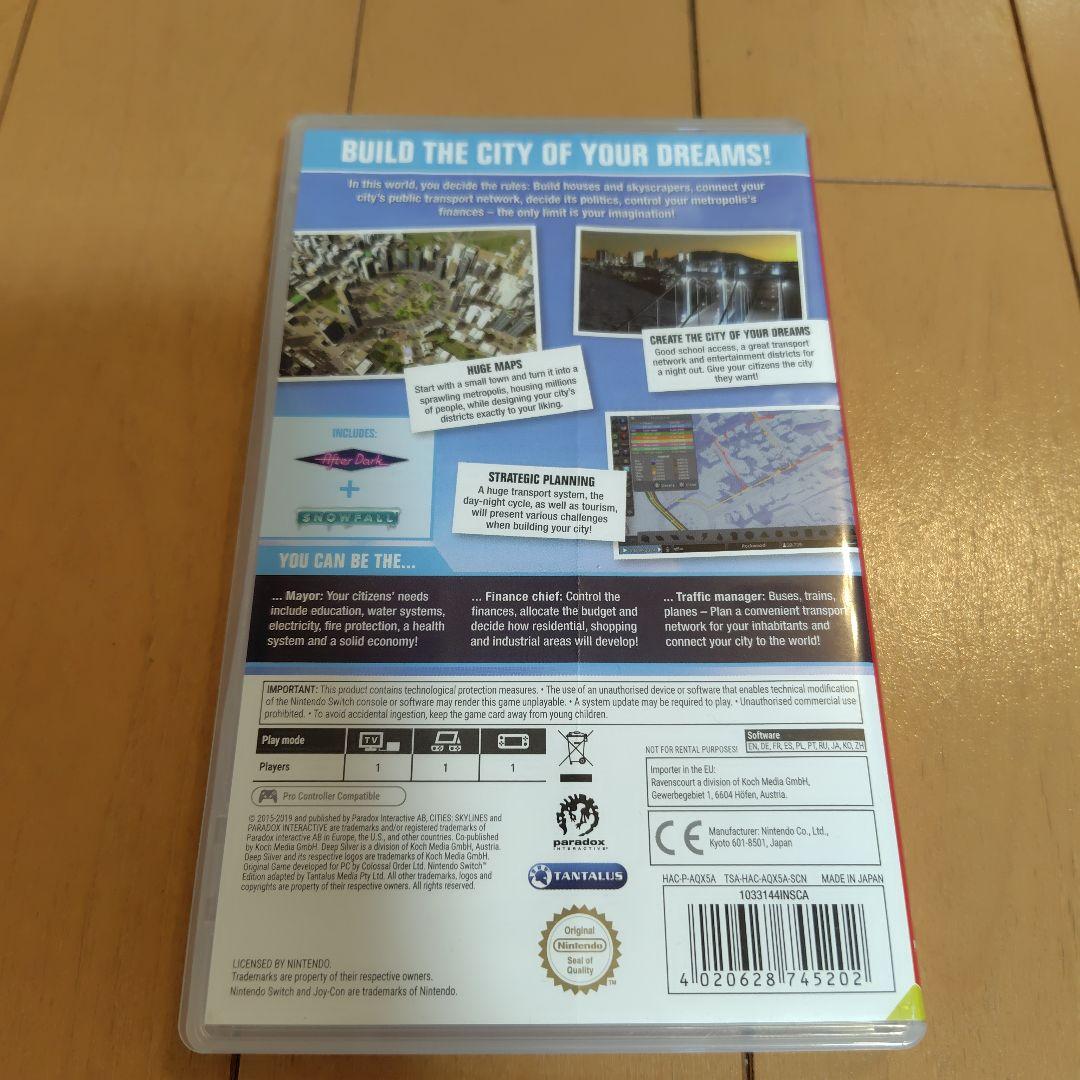 BUILD THE CITY OF YOUR DREAMS!
In this world, you decide the rules: Build houses and skyscrapers, connect your
city's public transport network, decide its politics, control your metropolis's
finances – the only limit is your imagination!
HUGE MAPS
Start with a small town and turn it into a
sprawling metropolis, housing millions
of people, while designing your city's
districts exactly to your liking.
CREATE THE CITY OF YOUR DREAMS
Good school access, a great transport
network and entertainment districts for
a night out. Give your citizens the city
they want!
INCLUDES:
After Dark
+
SNOWFALL
STRATEGIC PLANNING
A huge transport system, the
day-night cycle, as well as tourism,
will present various challenges
when building your city!
YOU CAN BE THE...
... Mayor: Your citizens' needs
include education, water systems,
electricity, fire protection, a health
system and a solid economy!
... Finance chief: Control the
finances, allocate the budget and
decide how residential, shopping
and industrial areas will develop!
... Traffic manager: Buses, trains,
planes – Plan a convenient transport
network for your inhabitants and
connect your city to the world!
IMPORTANT: This product contains technological protection measures. • The use of an unauthorised device or software that enables technical modification
of the Nintendo Switch console or software may render this game unplayable. • A system update may be required to play. • Unauthorised commercial use
prohibited. • To avoid accidental ingestion, keep the game card away from young children.
Play mode TV
Players 1 1 1
Pro Controller Compatible
NOT FOR RENTAL PURPOSES!
Software
EN, DE, FR, ES, PL, PT, RU, JA, KO, ZH
Importer in the EU:
Ravenscourt a division of Koch Media GmbH,
Gewerbegebiet 1, 6604 Höfen, Austria.
© 2015-2019 and published by Paradox Interactive AB, CITIES: SKYLINES and
PARADOX INTERACTIVE are trademarks and/or registered trademarks of
Paradox Interactive AB in Europe, the U.S., and other countries. Co-published
by Koch Media GmbH. Deep Silver is a division of Koch Media GmbH, Austria.
Deep Silver and its respective logos are trademarks of Koch Media GmbH.
Original Game developed for PC by Colossal Order Ltd. Nintendo Switch™
Edition adapted by Tantalus Media Pty Ltd. All other trademarks, logos and
copyrights are property of their respective owners. All rights reserved.
paradox
INTERACTIVE
TANTALUS
CE
Manufacturer: Nintendo Co., Ltd.,
Kyoto 601-8501, Japan
HAC-P-AQX5A TSA-HAC-AQX5A-SCN MADE IN JAPAN
1033144INSCA
4 020628 745202
Original
Nintendo
Seal of
Quality
TM
LICENSED BY NINTENDO.
Trademarks are property of their respective owners.
Nintendo Switch and Joy-Con are trademarks of Nintendo.